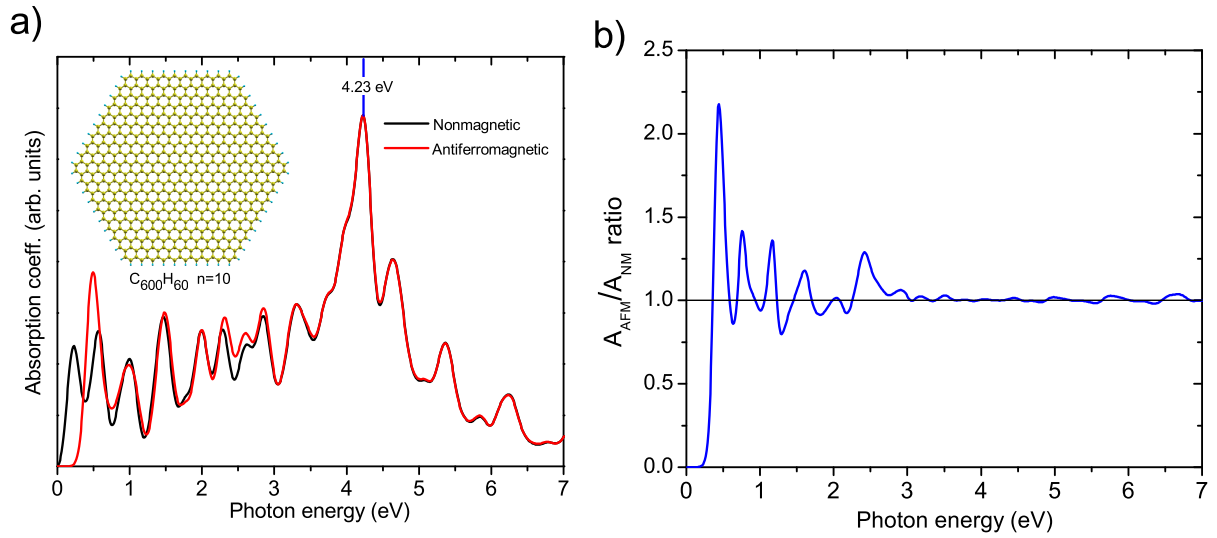 a)
4.23 eV
Nonmagnetic
Antiferromagnetic
C600H60 n=10
Absorption coeff. (arb. units)
0 1 2 3 4 5 6 7
Photon energy (eV)
b)
2.5
2.0
1.5
1.0
0.5
0.0
AAFM/ANM ratio
0 1 2 3 4 5 6 7
Photon energy (eV)